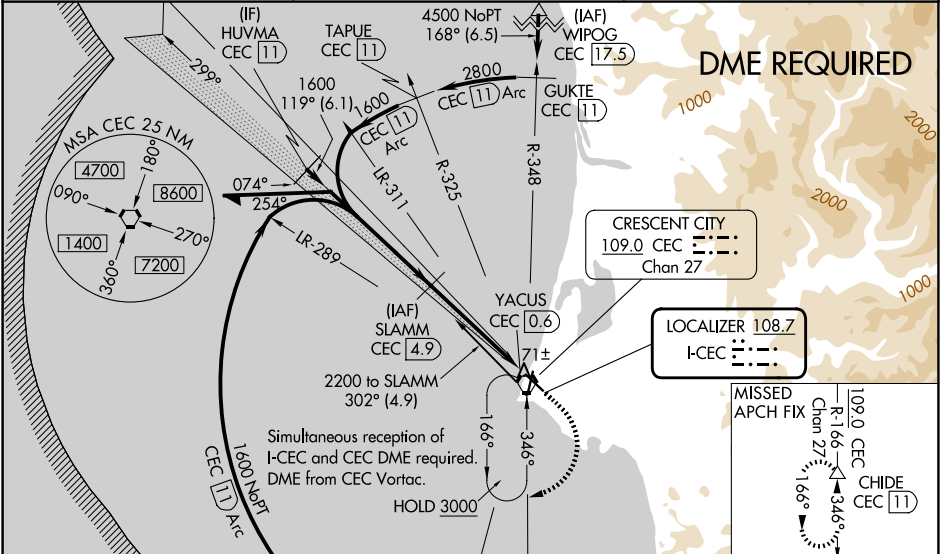 (IF)
HUVMA
CEC 11
TAPUE
CEC 11
4500 NoPT
168° (6.5)
(IAF)
WIPOG
CEC 17.5
DME REQUIRED
299°
1600
119° (6.1)
1600
CEC 11
Arc
2800
CEC 11 Arc
GUKTE
CEC 11
1000
2000
2000
1000
MSA CEC 25 NM
4700
180°
8600
090°
270°
1400
7200
360°
074°
254°
LR-311
R-325
R-348
LR-289
CRESCENT CITY
109.0 CEC
Chan 27
(IAF)
SLAMM
CEC 4.9
YACUS
CEC 0.6
LOCALIZER 108.7
I-CEC
71±
2200 to SLAMM
302° (4.9)
166°
346°
Simultaneous reception of
I-CEC and CEC DME required.
DME from CEC Vortac.
HOLD 3000
1600 NoPT
CEC 11 Arc
MISSED
APCH FIX
109.0 CEC
R-166
Chan 27
CHIDE
CEC 11
166°
346°